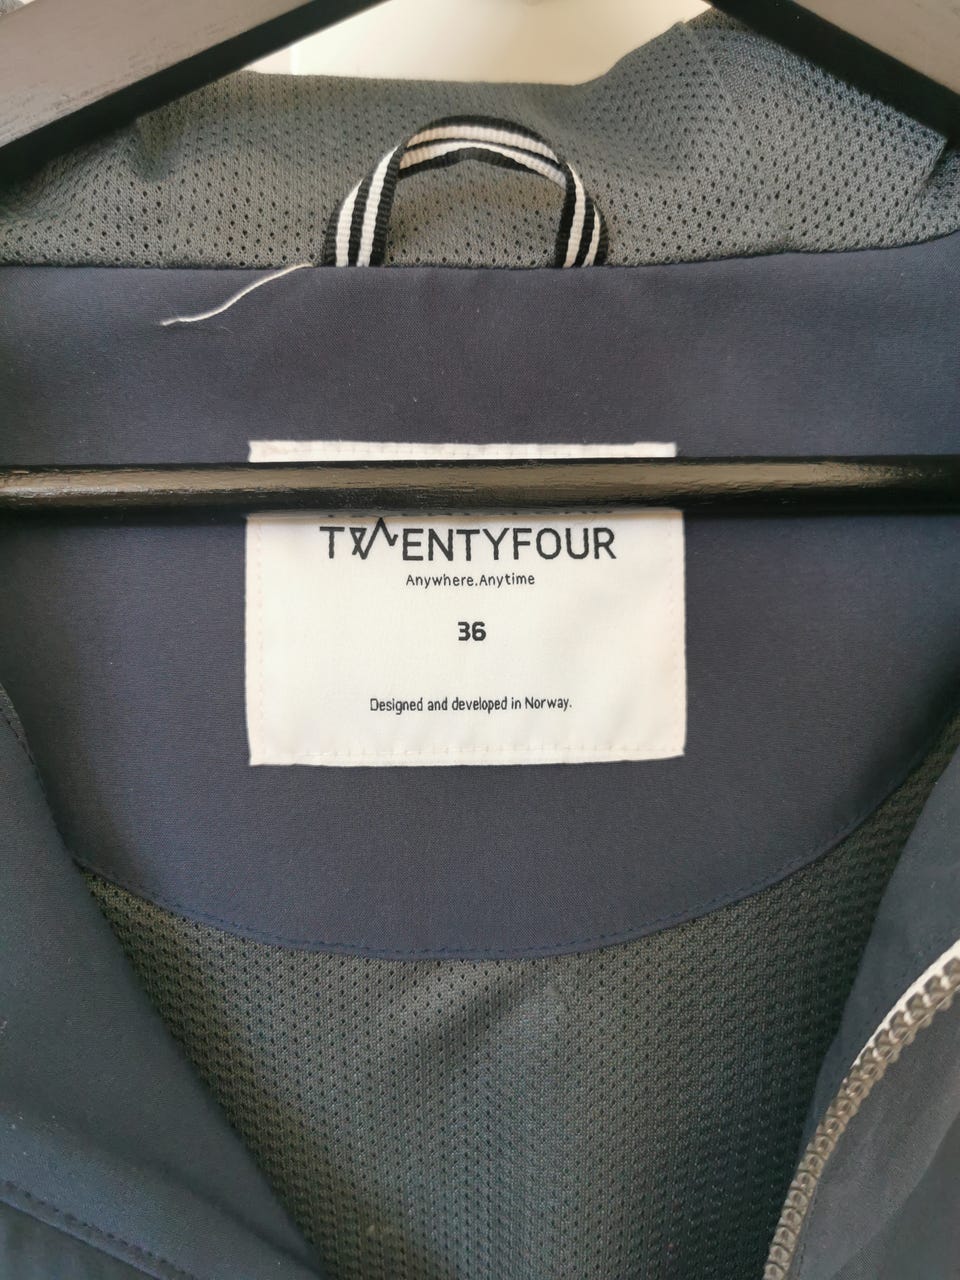 TWENTYFOUR
Anywhere.Anytime
36
Designed and developed in Norway.